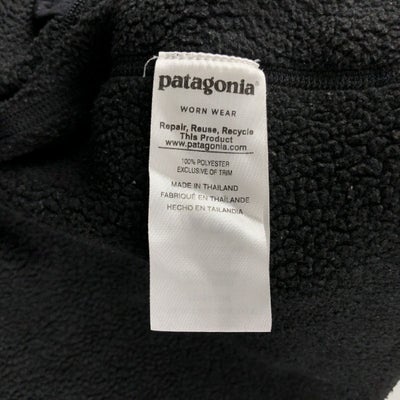 patagonia®
WORN WEAR
Repair, Reuse, Recycle
This Product
www.patagonia.com
100% POLYESTER
EXCLUSIVE OF TRIM
MADE IN THAILAND
FABRIQUÉ EN THAÏLANDE
HECHO EN TAILANDIA